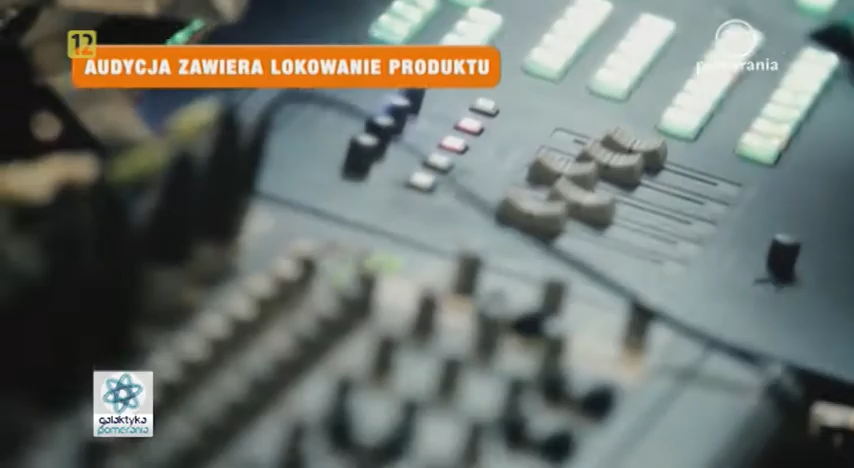 12
AUDYCJA ZAWIERA LOKOWANIE PRODUKTU
pomerania
galaktyka
pomerania